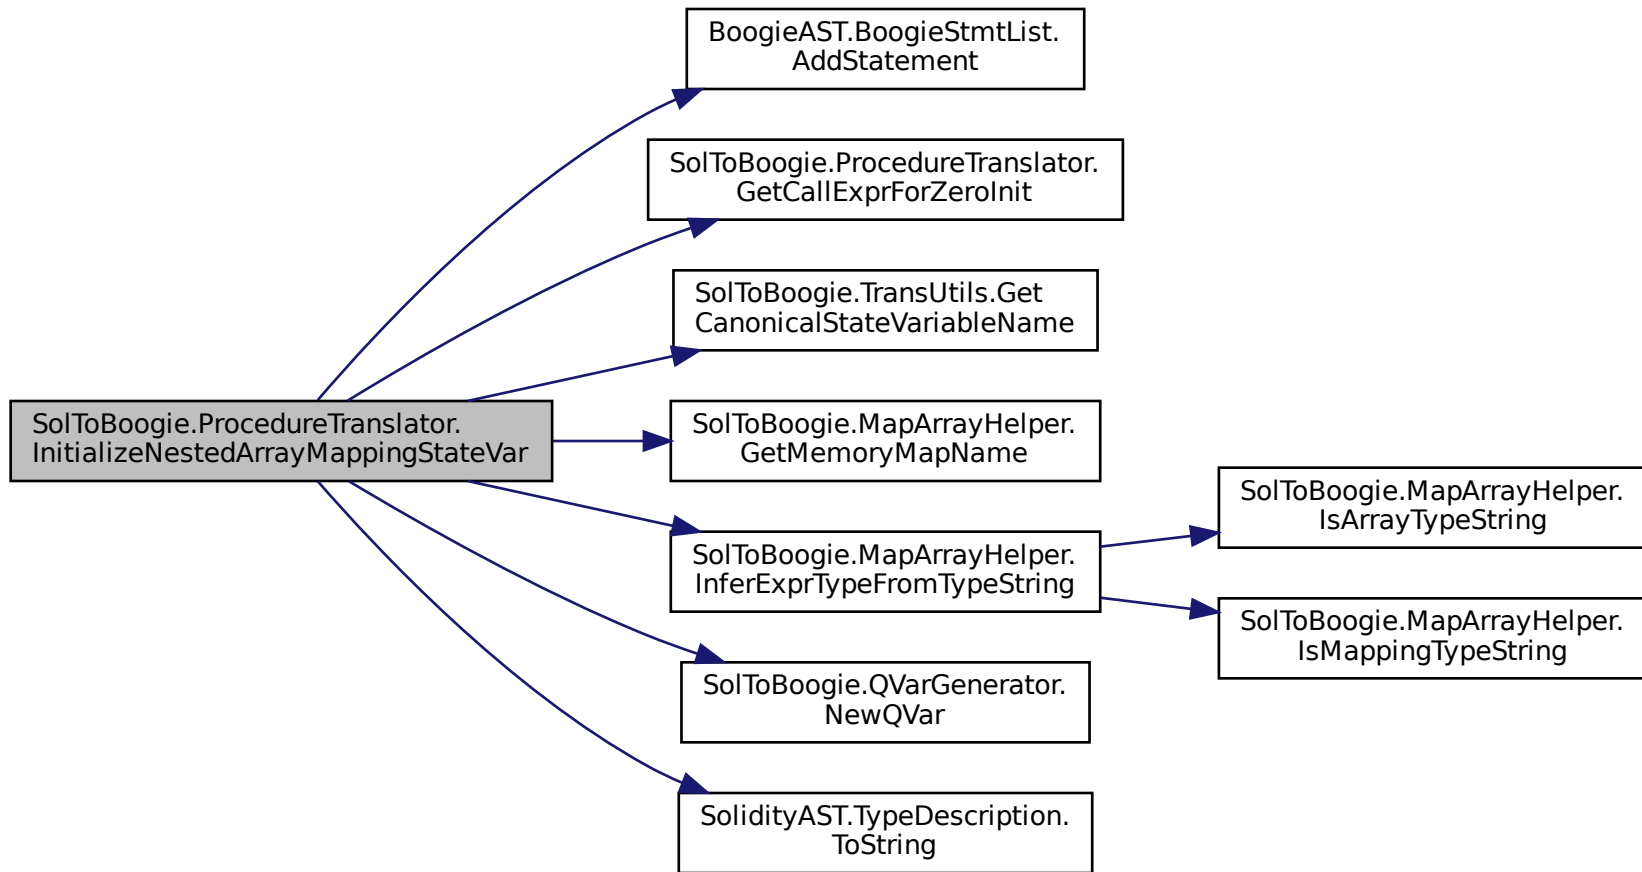 BoogieAST.BoogieStmtList.
AddStatement
SolToBoogie.ProcedureTranslator.
GetCallExprForZeroInit
SolToBoogie.TransUtils.Get
CanonicalStateVariableName
SolToBoogie.ProcedureTranslator.
InitializeNestedArrayMappingStateVar
SolToBoogie.MapArrayHelper.
GetMemoryMapName
SolToBoogie.MapArrayHelper.
InferExprTypeFromTypeString
SolToBoogie.MapArrayHelper.
IsArrayTypeString
SolToBoogie.MapArrayHelper.
IsMappingTypeString
SolToBoogie.QVarGenerator.
NewQVar
SolidityAST.TypeDescription.
ToString